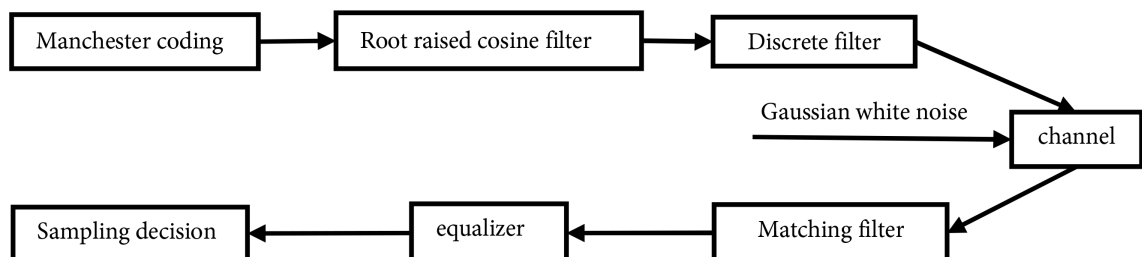 Manchester coding
Root raised cosine filter
Discrete filter
Gaussian white noise
channel
Sampling decision
equalizer
Matching filter